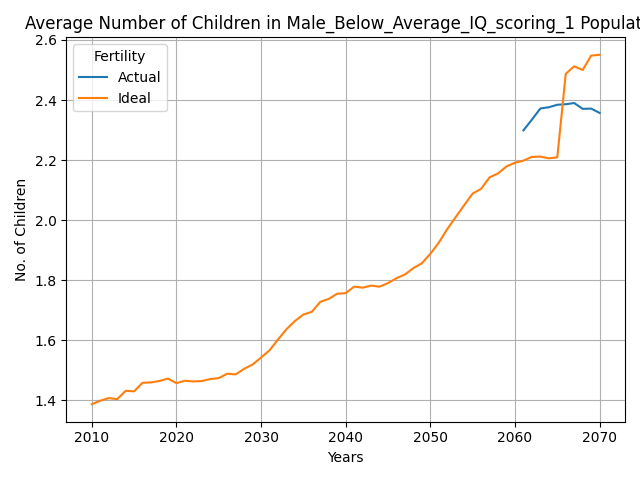 Average Number of Children in Male_Below_Average_IQ_scoring_1 Populat
Fertility
Actual
Ideal
No. of Children
2.6
2.4
2.2
2.0
1.8
1.6
1.4
2010 2020 2030 2040 2050 2060 2070
Years